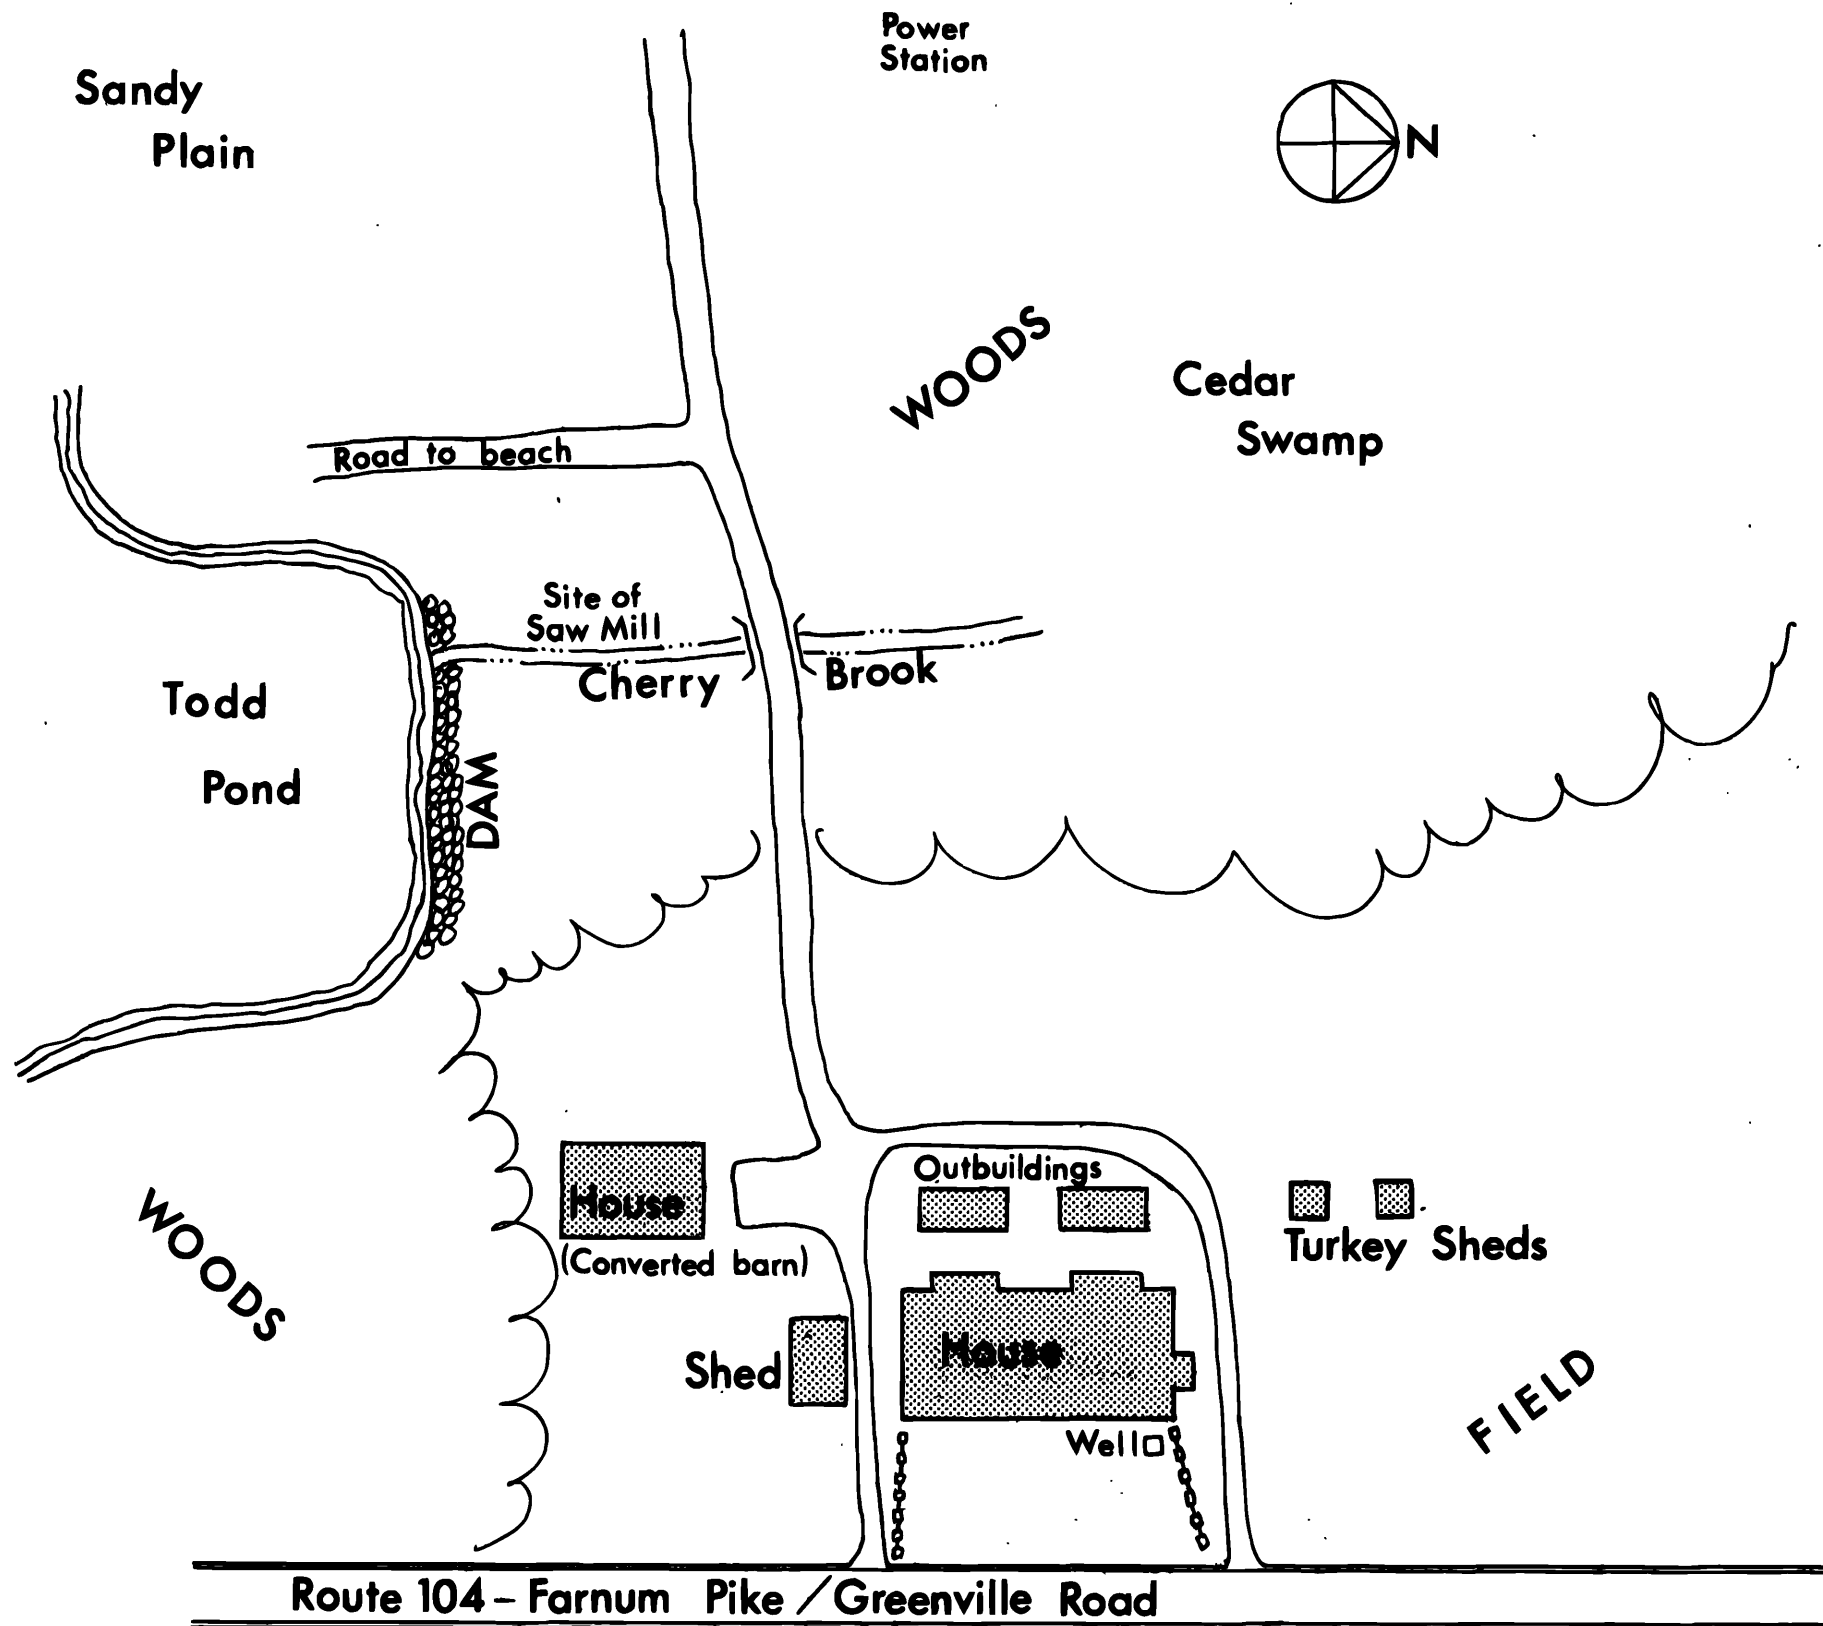 Power
Station
Sandy
Plain
N
WOODS
Cedar
Swamp
Road to beach
Site of
Saw Mill
Cherry Brook
Todd
Pond
DAM
Outbuildings
House
(Converted barn)
Turkey Sheds
WOODS
House
Shed
FIELD
Well
Route 104 - Farnum Pike / Greenville Road